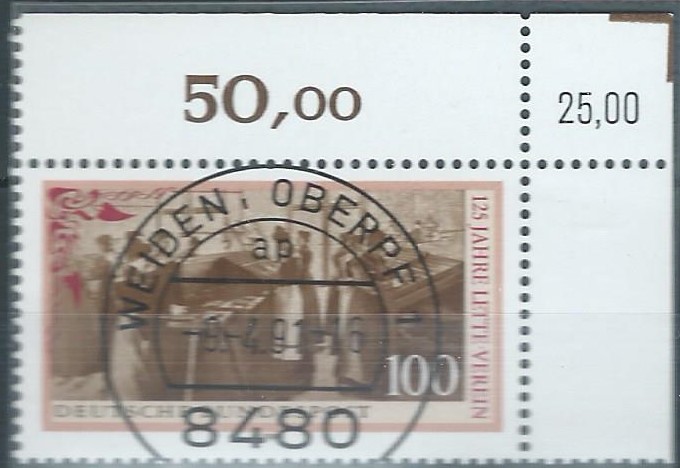 50,00
25,00
125 JAHRE LETTE-VEREIN
WEIDEN, OBERPF 1
ap
-9.-4.91-16
100
DEUTSCHE BUNDESPOST
8480